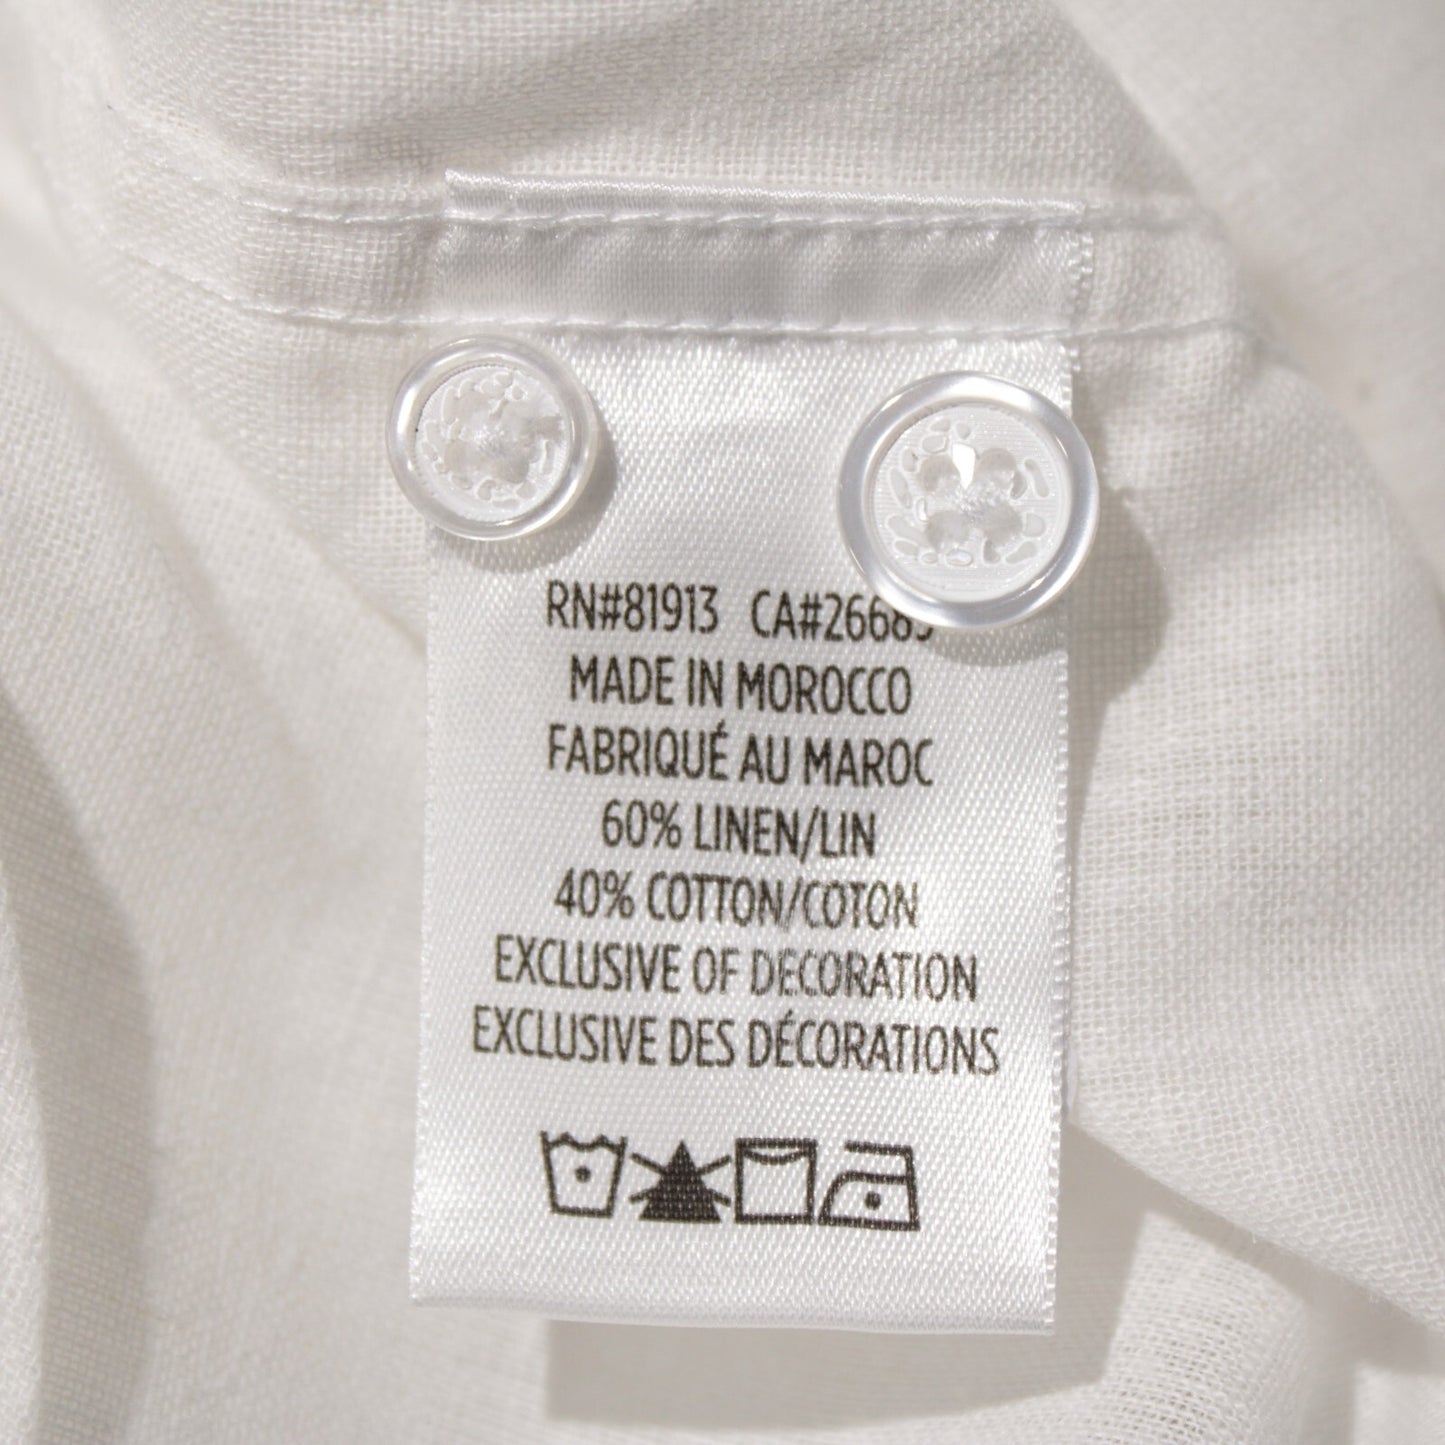 RN#81913 CA#26685
MADE IN MOROCCO
FABRIQUÉ AU MAROC
60% LINEN/LIN
40% COTTON/COTON
EXCLUSIVE OF DECORATION
EXCLUSIVE DES DÉCORATIONS